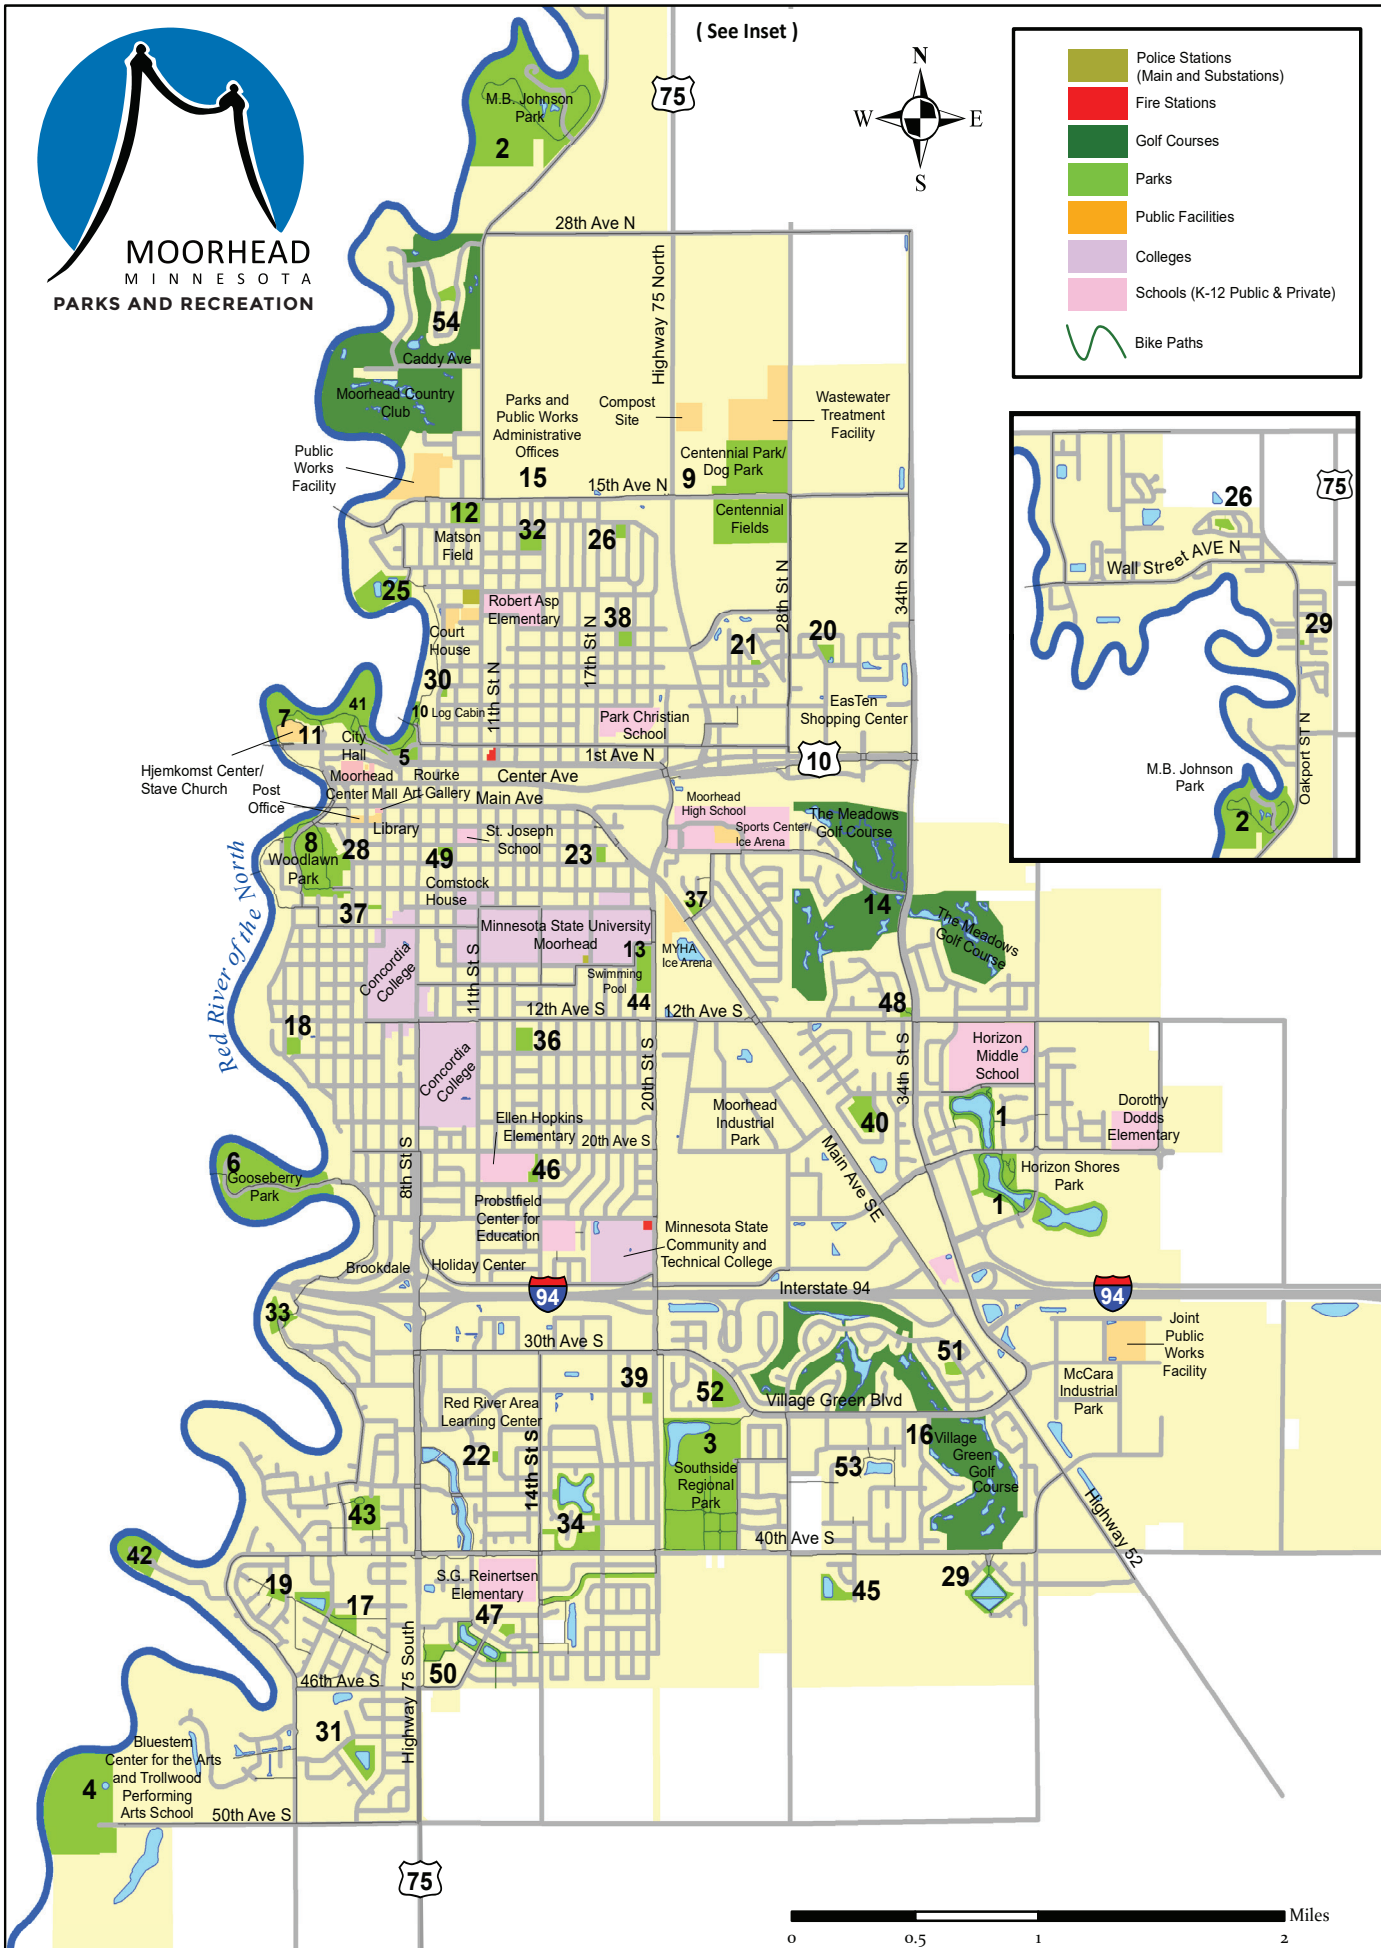 ( See Inset )
MOORHEAD
MINNESOTA
PARKS AND RECREATION
N
W
E
S
75
Police Stations
(Main and Substations)
Fire Stations
Golf Courses
Parks
Public Facilities
Colleges
Schools (K-12 Public & Private)
Bike Paths
M.B. Johnson
Park
2
28th Ave N
Highway 75 North
54
Caddy Ave
Moorhead Country
Club
Parks and
Public Works
Administrative
Offices
15
Compost
Site
Wastewater
Treatment
Facility
Public
Works
Facility
Centennial Park/
Dog Park
9
15th Ave N
Centennial
Fields
12
Matson
Field
32
26
25
Robert Asp
Elementary
Court
House
38
17th St N
28th St N
34th St N
21
20
30
11th St N
10
Log Cabin
41
7
11
City
Hall
5
Park Christian
School
EasTen
Shopping Center
1st Ave N
10
Hjemkomst Center/
Stave Church
Post
Office
Moorhead
Center Mall
Rourke
Art Gallery
Center Ave
Main Ave
Library
Moorhead
High School
Sports Center/
Ice Arena
The Meadows
Golf Course
St. Joseph
School
23
8
Woodlawn
Park
28
49
Comstock
House
37
37
14
The Meadows
Golf Course
Minnesota State University
Moorhead
13
MYHA
Ice Arena
Swimming
Pool
44
Concordia
College
11th St S
12th Ave S
12th Ave S
48
Red River of the North
18
36
Concordia
College
20th St S
34th St S
Horizon
Middle
School
Moorhead
Industrial
Park
40
1
Dorothy
Dodds
Elementary
Ellen Hopkins
Elementary
20th Ave S
46
8th St S
Main Ave SE
Horizon Shores
Park
1
6
Gooseberry
Park
Probstfield
Center for
Education
Minnesota State
Community and
Technical College
Brookdale
Holiday Center
94
Interstate 94
94
33
30th Ave S
Joint
Public
Works
Facility
51
McCara
Industrial
Park
39
52
Village Green Blvd
Red River Area
Learning Center
22
14th St S
3
Southside
Regional
Park
16
Village
Green
Golf
Course
53
43
34
40th Ave S
Highway 52
42
19
17
S.G. Reinertsen
Elementary
47
45
29
50
46th Ave S
Highway 75 South
31
Bluestem
Center for the Arts
and Trollwood
Performing
Arts School
4
50th Ave S
75
Miles
0
0.5
1
2
75
26
Wall Street AVE N
29
Oakport ST N
M.B. Johnson
Park
2